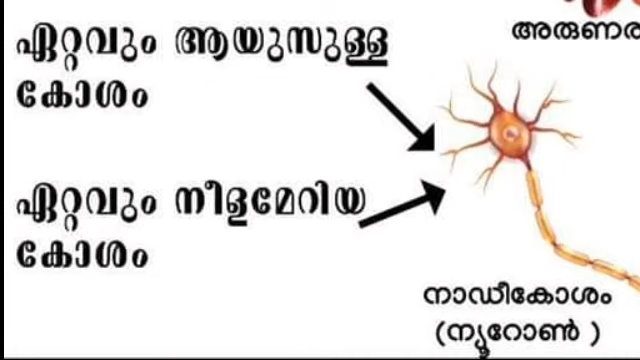 ഏറ്റവും ആയുസുള്ള
കോശം
ഏറ്റവും നീളമേറിയ
കോശം
നാഡീകോശം
(ന്യൂറോൺ )